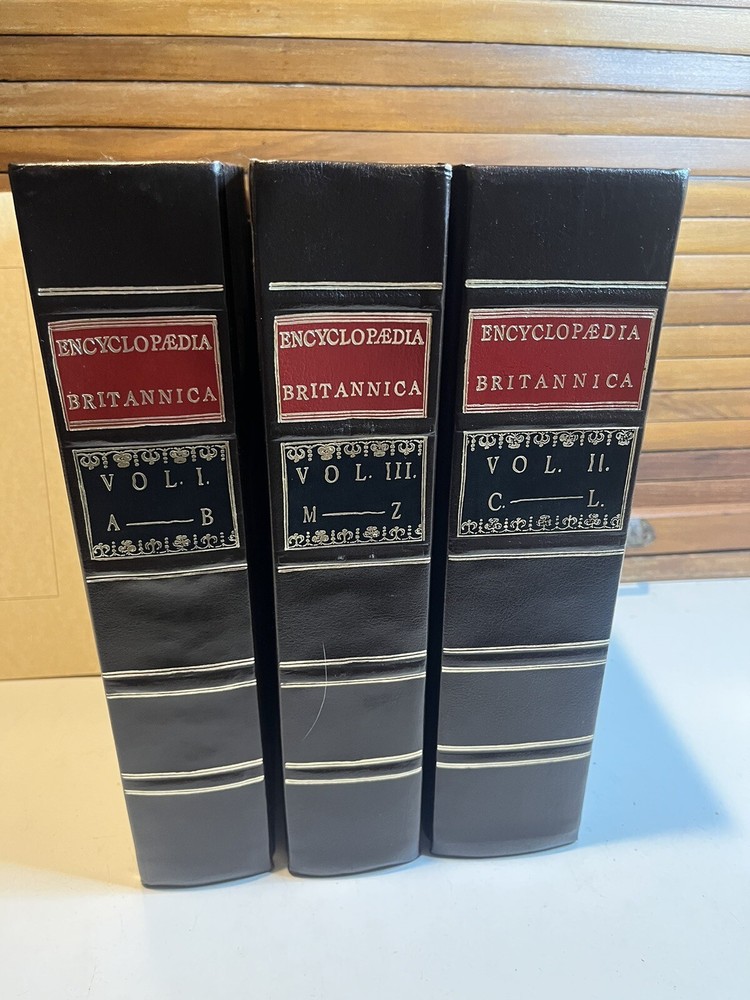 ENCYCLOPÆDIA
BRITANNICA
VOL. I.
A — B
ENCYCLOPÆDIA
BRITANNICA
VOL. III.
M — Z
ENCYCLOPÆDIA
BRITANNICA
VOL. II.
C. — L.